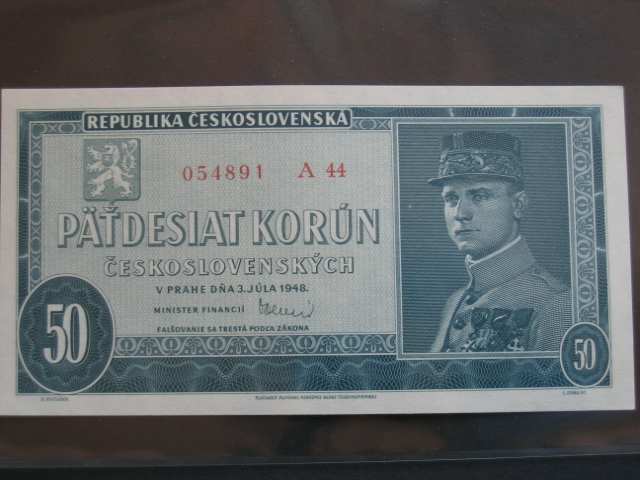 REPUBLIKA ČESKOSLOVENSKÁ
054891 A 44
PÄŤDESIAT KORÚN
ČESKOSLOVENSKÝCH
V PRAHE DŇA 3. JÚLA 1948.
MINISTER FINANCIÍ
FALŠOVANIE SA TRESTÁ PODĽA ZÁKONA
50
50